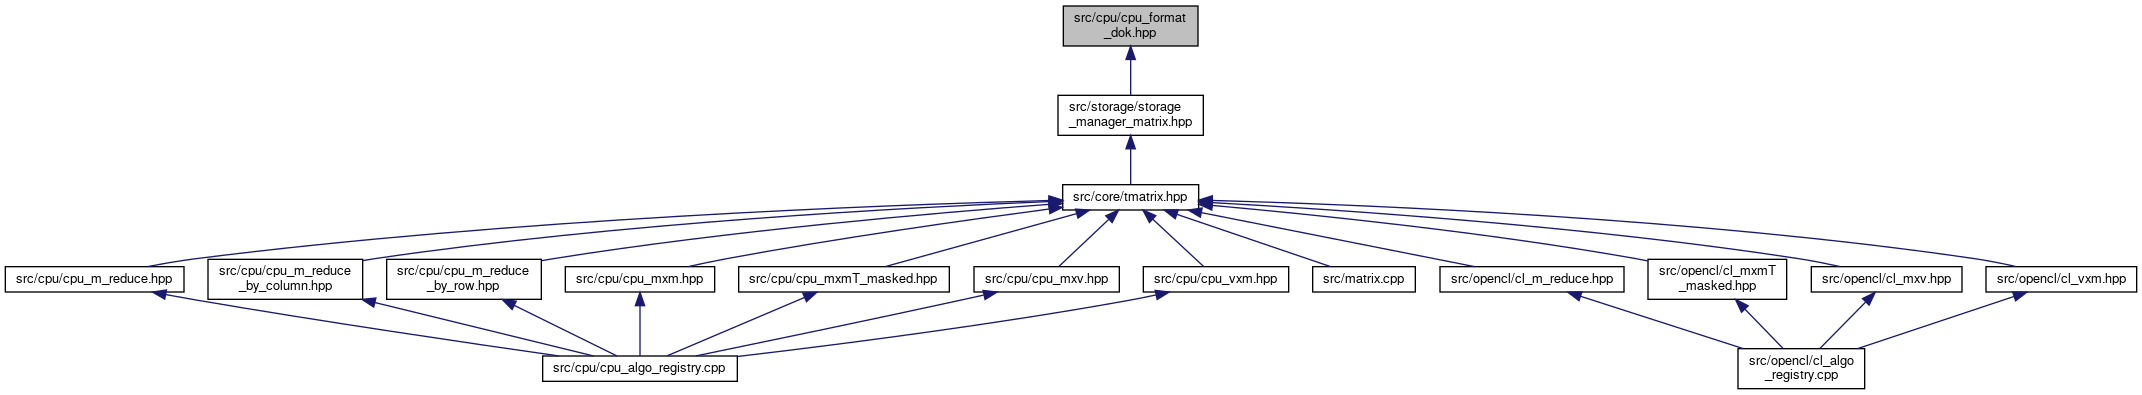 src/cpu/cpu_format
_dok.hpp
src/storage/storage
_manager_matrix.hpp
src/core/tmatrix.hpp
src/cpu/cpu_m_reduce.hpp
src/cpu/cpu_m_reduce
_by_column.hpp
src/cpu/cpu_m_reduce
_by_row.hpp
src/cpu/cpu_mxm.hpp
src/cpu/cpu_mxmT_masked.hpp
src/cpu/cpu_mxv.hpp
src/cpu/cpu_vxm.hpp
src/matrix.cpp
src/opencl/cl_m_reduce.hpp
src/opencl/cl_mxmT
_masked.hpp
src/opencl/cl_mxv.hpp
src/opencl/cl_vxm.hpp
src/cpu/cpu_algo_registry.cpp
src/opencl/cl_algo
_registry.cpp